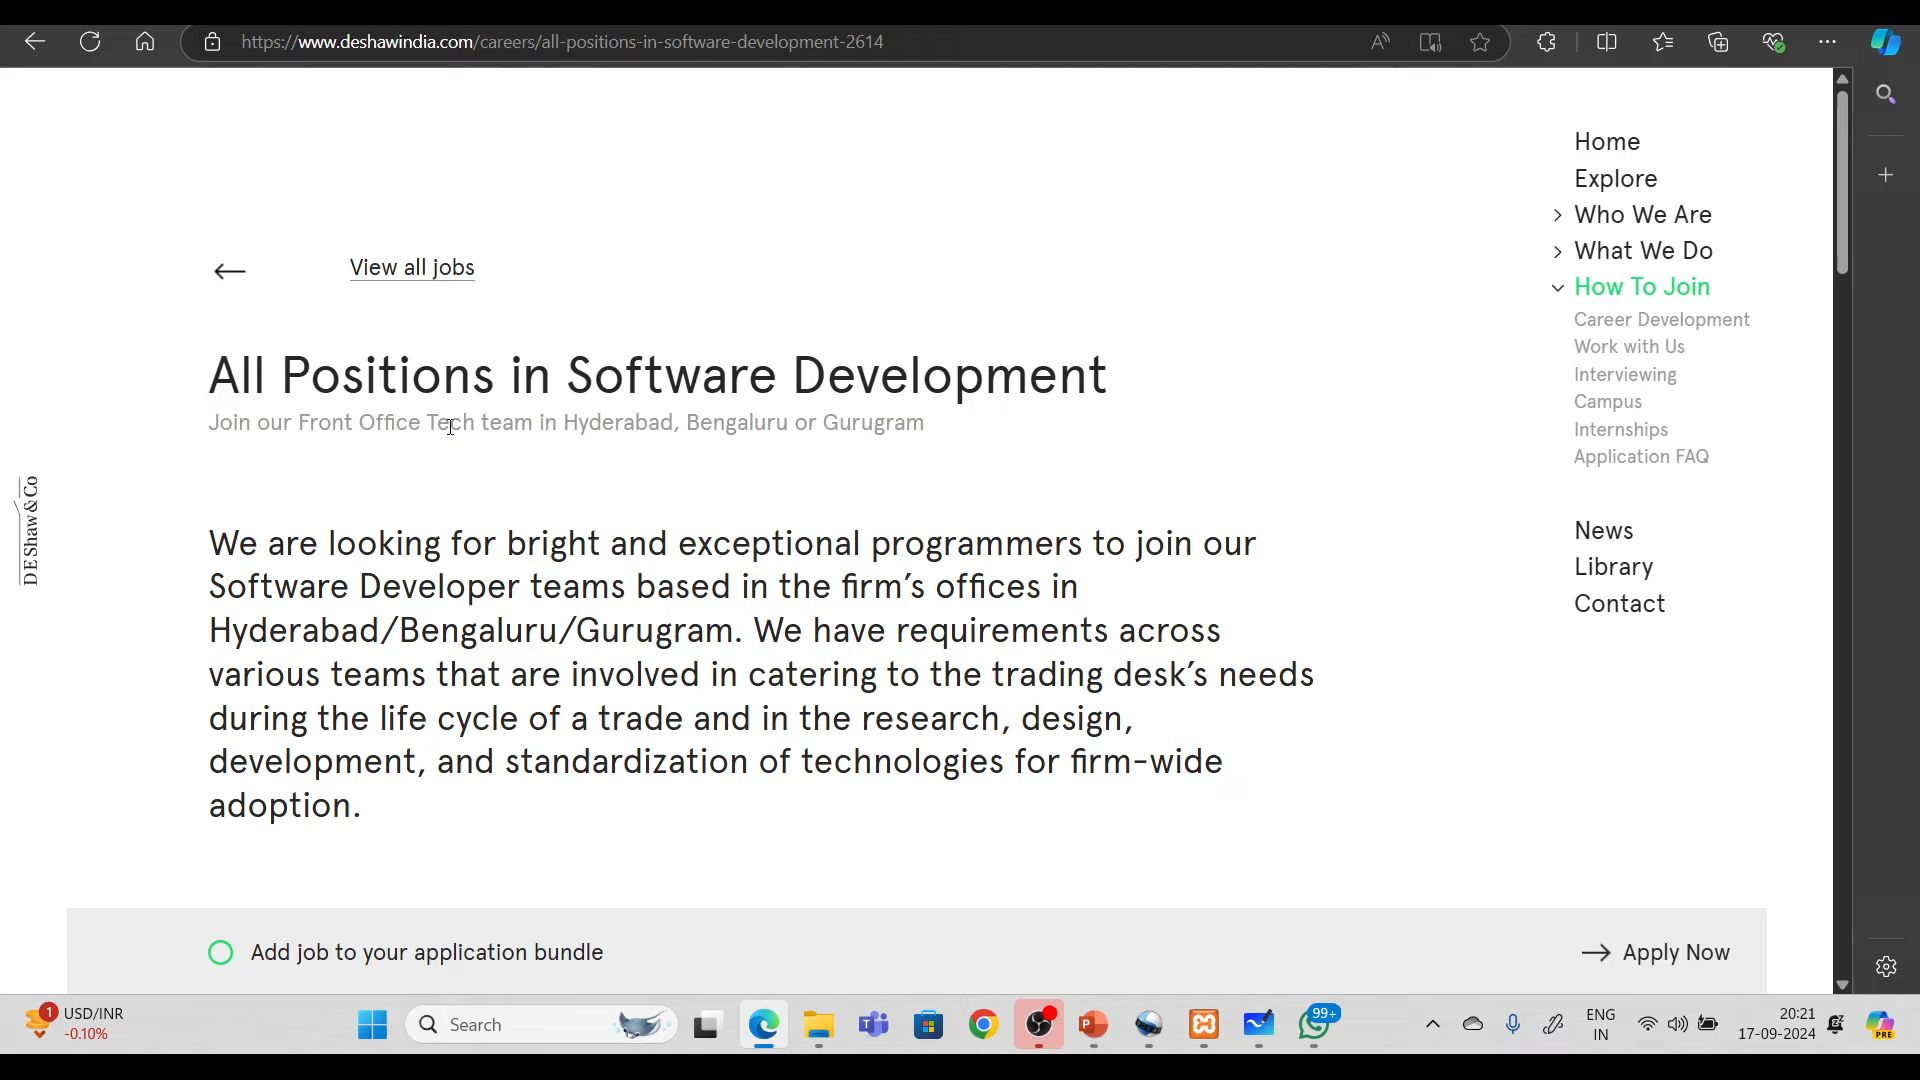 https://www.deshawindia.com/careers/all-positions-in-software-development-2614
Home
Explore
Who We Are
What We Do
How To Join
Career Development
Work with Us
Interviewing
Campus
Internships
Application FAQ
News
Library
Contact
View all jobs
All Positions in Software Development
Join our Front Office Tech team in Hyderabad, Bengaluru or Gurugram
DEShaw&Co
We are looking for bright and exceptional programmers to join our
Software Developer teams based in the firm's offices in
Hyderabad/Bengaluru/Gurugram. We have requirements across
various teams that are involved in catering to the trading desk's needs
during the life cycle of a trade and in the research, design,
development, and standardization of technologies for firm-wide
adoption.
Add job to your application bundle
Apply Now
1
USD/INR
-0.10%
Search
99+
ENG
IN
20:21
17-09-2024
PRE